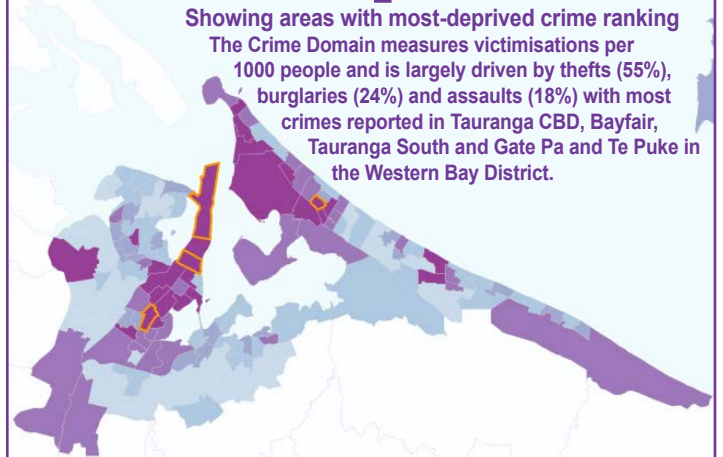 Showing areas with most-deprived crime ranking
The Crime Domain measures victimisations per
1000 people and is largely driven by thefts (55%),
burglaries (24%) and assaults (18%) with most
crimes reported in Tauranga CBD, Bayfair,
Tauranga South and Gate Pa and Te Puke in
the Western Bay District.